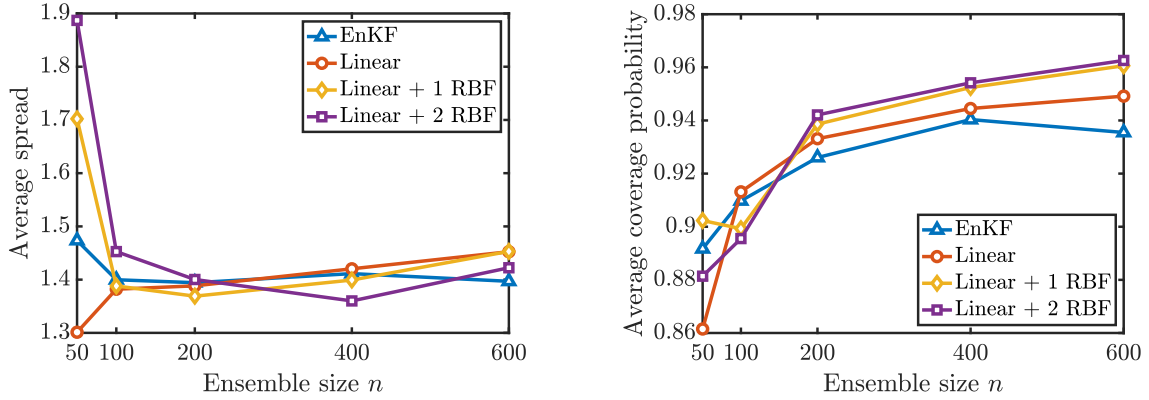 Average spread
1.9
1.8
1.7
1.6
1.5
1.4
1.3
50 100 200 400 600
Ensemble size n
EnKF
Linear
Linear + 1 RBF
Linear + 2 RBF
Average coverage probability
0.98
0.96
0.94
0.92
0.9
0.88
0.86
50 100 200 400 600
Ensemble size n
EnKF
Linear
Linear + 1 RBF
Linear + 2 RBF